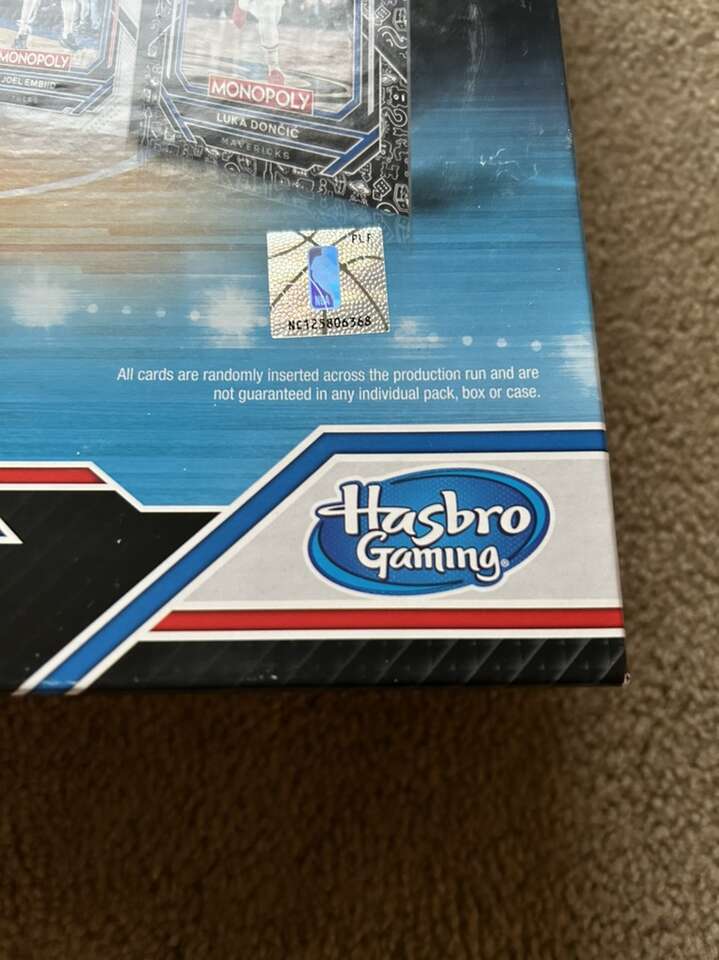 MONOPOLY
JOEL EMBIID
MONOPOLY
LUKA DONČIĆ
MAVERICKS
PLF
NBA
NC125806368
All cards are randomly inserted across the production run and are
not guaranteed in any individual pack, box or case.
Hasbro
Gaming®